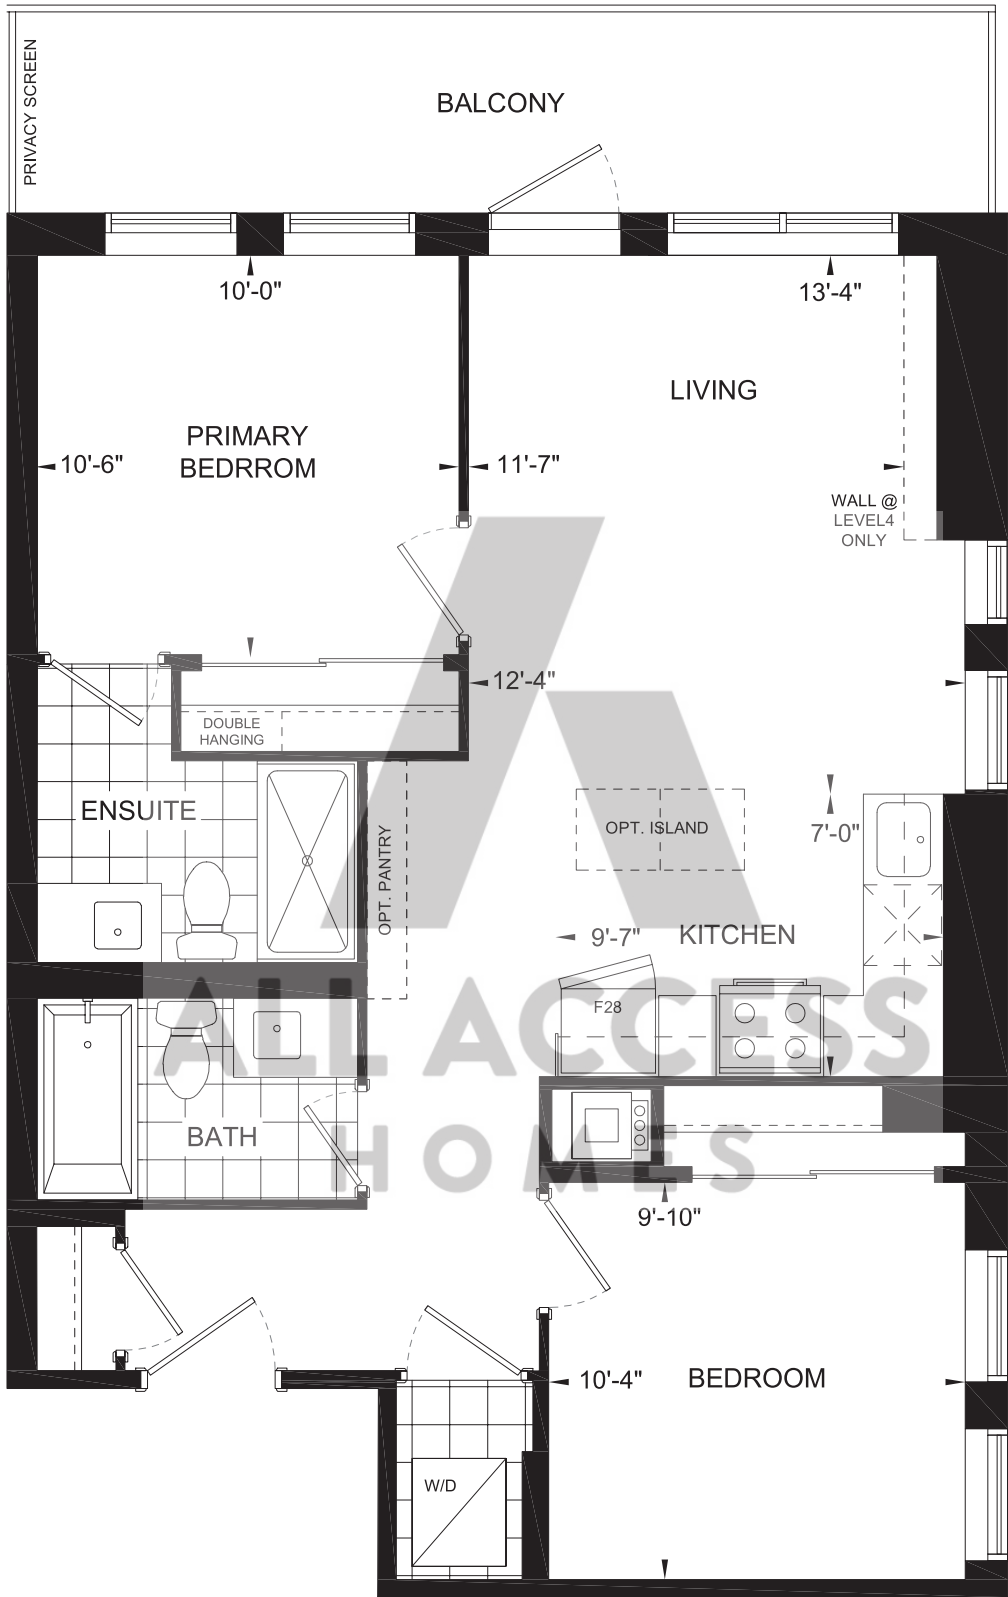 PRIVACY SCREEN
BALCONY
10'-0"
13'-4"
LIVING
PRIMARY
BEDRROM
10'-6"
11'-7"
WALL @
LEVEL4
ONLY
12'-4"
DOUBLE
HANGING
ENSUITE
OPT. PANTRY
OPT. ISLAND
7'-0"
9'-7"
KITCHEN
F28
ALL ACCESS
HOMES
BATH
9'-10"
10'-4"
BEDROOM
W/D